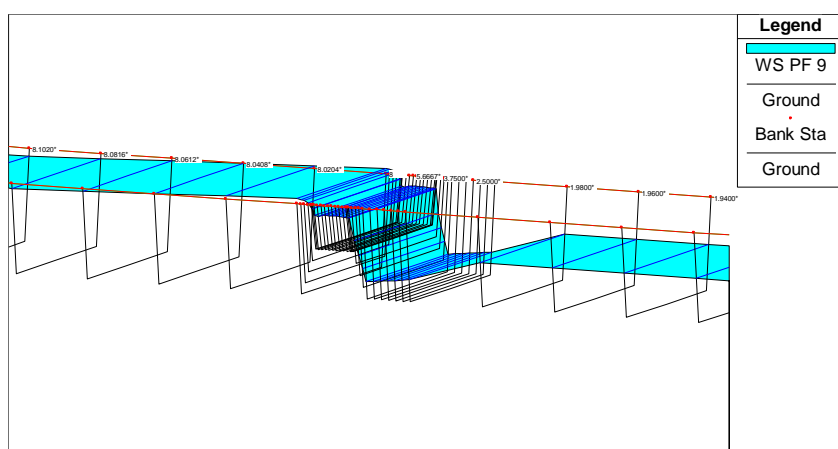 Legend
WS PF 9
Ground
Bank Sta
Ground
8.1020*
8.0816*
8.0612*
8.0408*
8.0204*
8
5.6667*
3.7500*
2.5000*
1.9800*
1.9600*
1.9400*